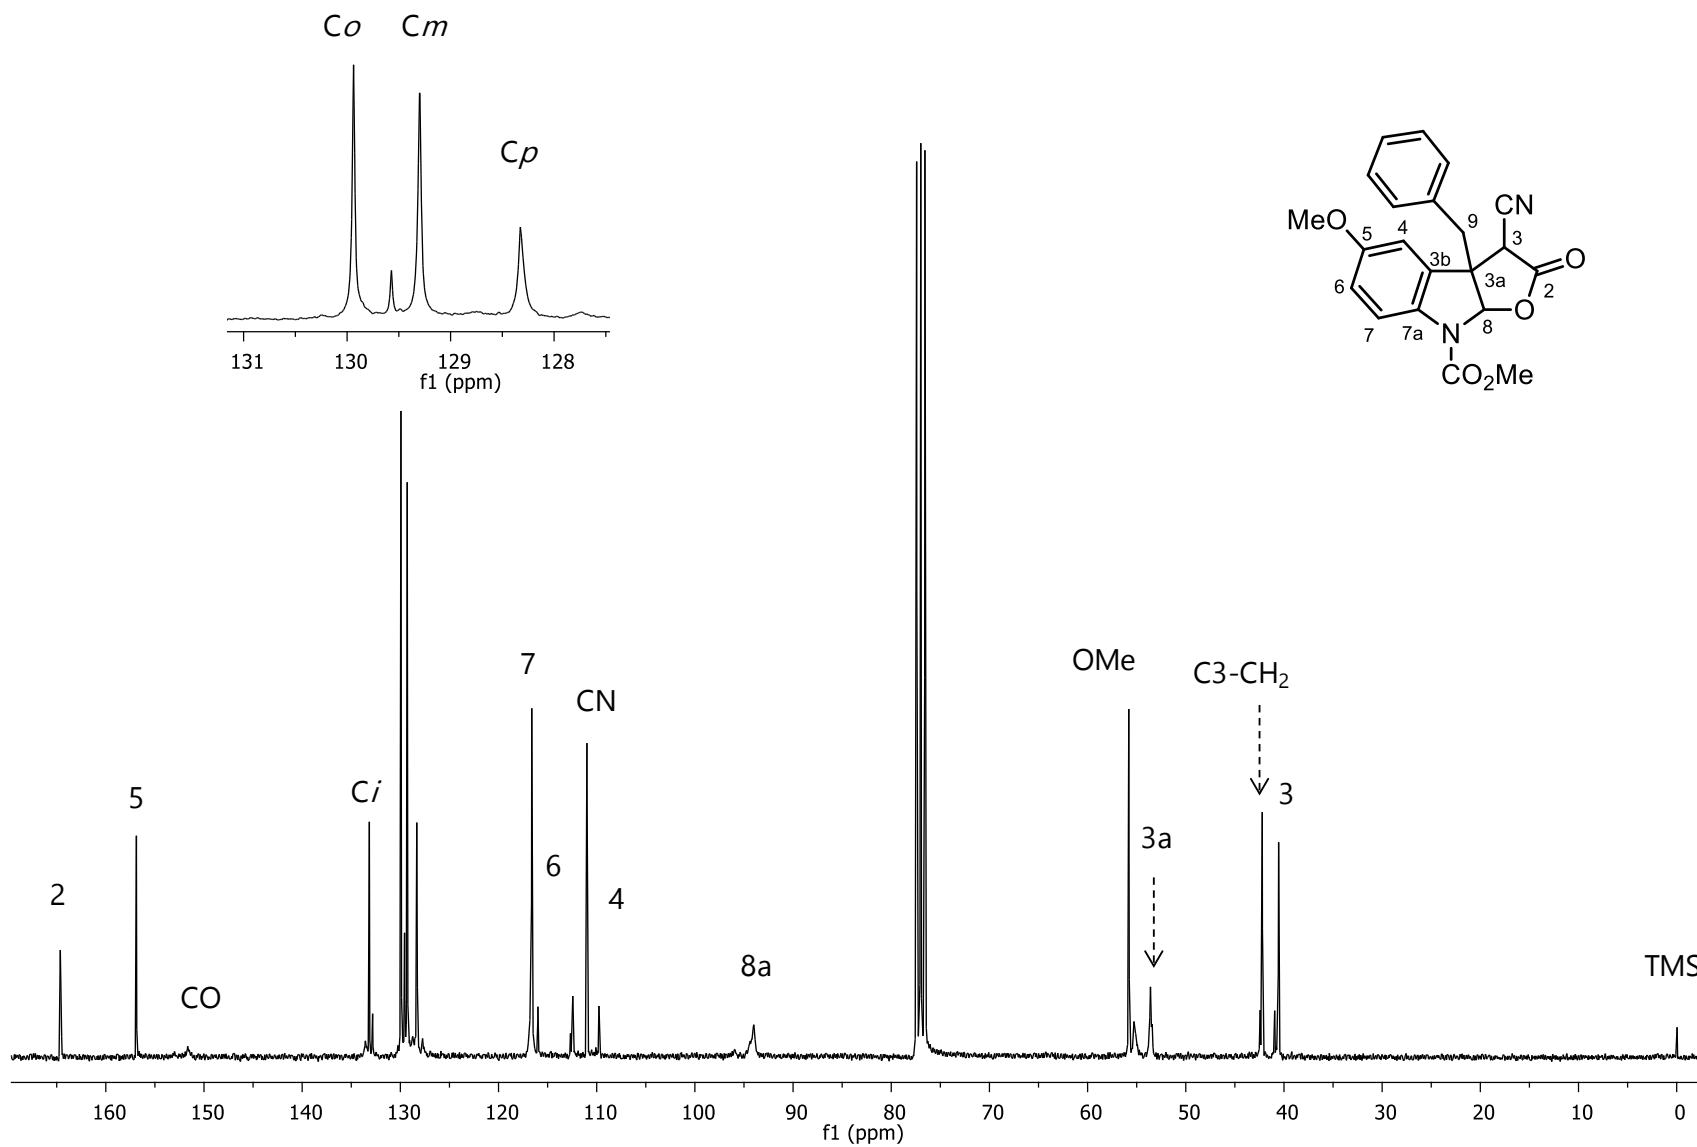 Co Cm
Cp
131 130 129 128
f1 (ppm)
CN
9
MeO 5 4 3
3b
O
3a
6 2
O
7 7a N 8
CO₂Me
7
OMe
C3-CH₂
CN
5 Ci 3
3a
6
2 4
8a TMS
CO
160 150 140 130 120 110 100 90 80 70 60 50 40 30 20 10 0
f1 (ppm)